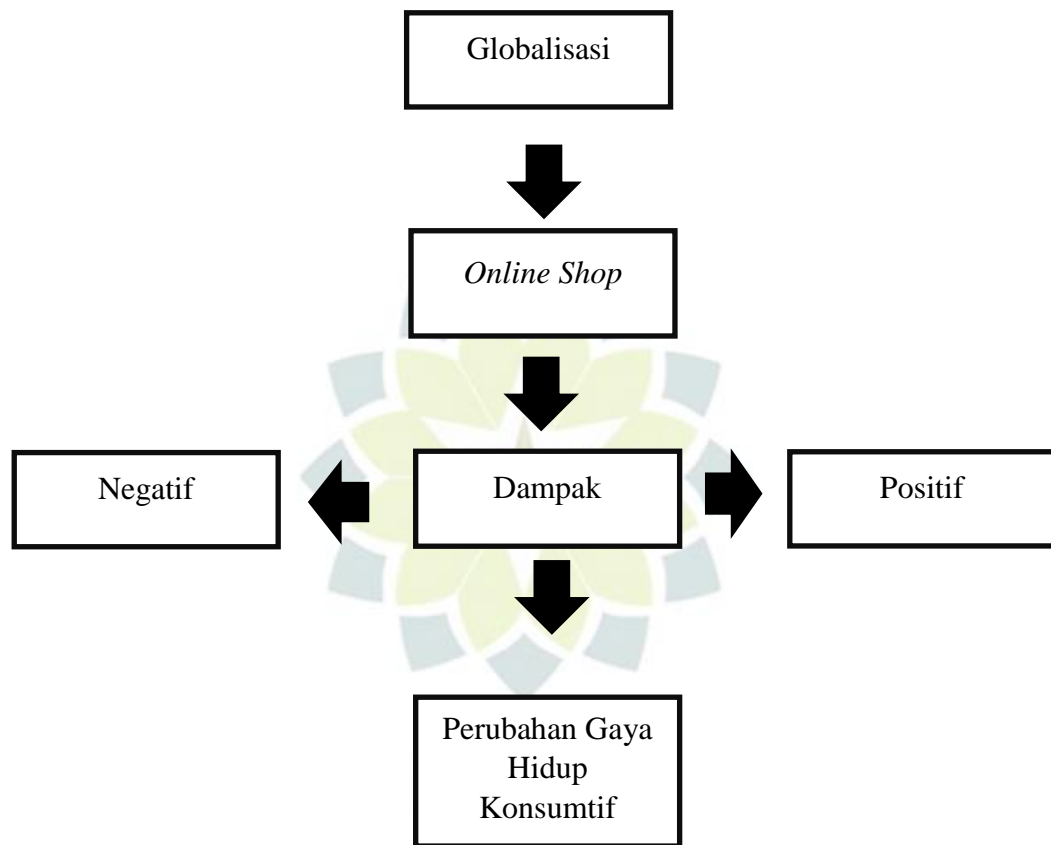 Globalisasi
Online Shop
Negatif
Dampak
Positif
Perubahan Gaya
Hidup
Konsumtif